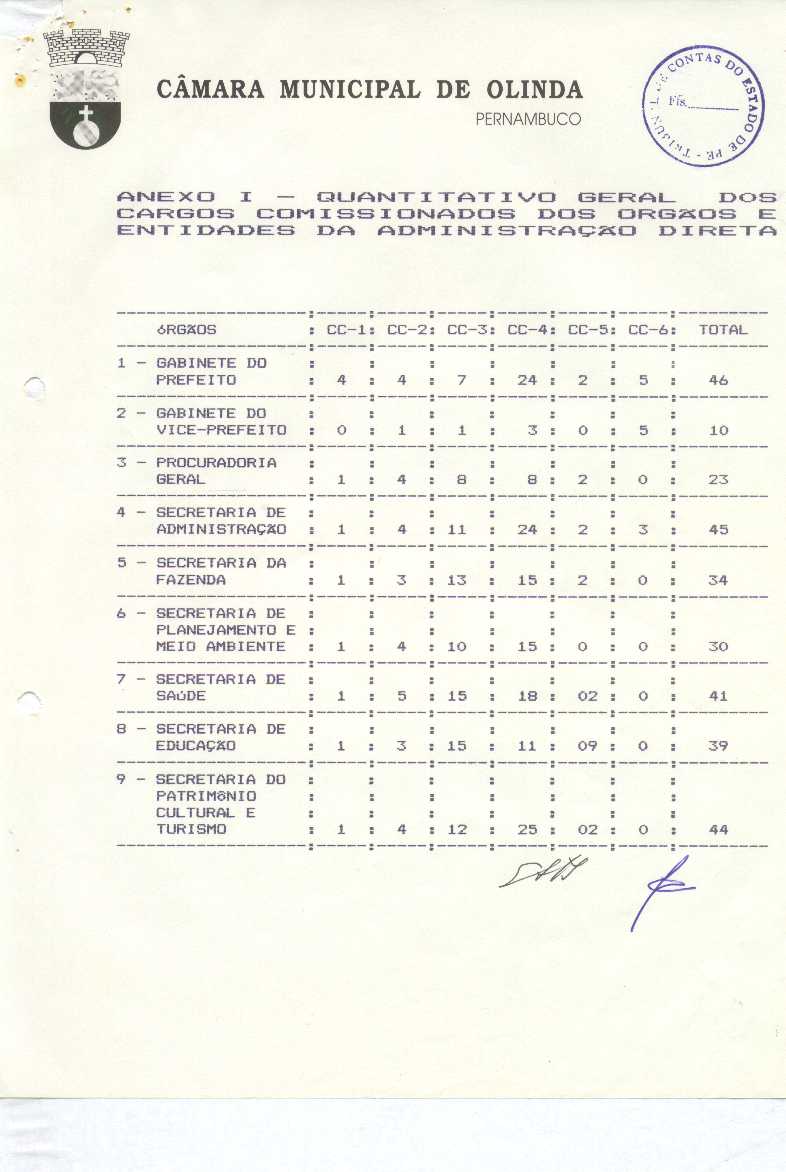 CÂMARA MUNICIPAL DE OLINDA
PERNAMBUCO
TRIBUNAL DE CONTAS DO ESTADO DE PE -
Fls.
ANEXO I - QUANTITATIVO GERAL DOS
CARGOS COMISSIONADOS DOS ORGÃOS E
ENTIDADES DA ADMINISTRAÇÃO DIRETA
óRGÃOS : CC-1: CC-2: CC-3: CC-4: CC-5: CC-6: TOTAL
1 - GABINETE DO : : : : : : :
PREFEITO : 4 : 4 : 7 : 24 : 2 : 5 : 46
2 - GABINETE DO : : : : : : :
VICE-PREFEITO : 0 : 1 : 1 : 3 : 0 : 5 : 10
3 - PROCURADORIA : : : : : : :
GERAL : 1 : 4 : 8 : 8 : 2 : 0 : 23
4 - SECRETARIA DE : : : : : : :
ADMINISTRAÇÃO : 1 : 4 : 11 : 24 : 2 : 3 : 45
5 - SECRETARIA DA : : : : : : :
FAZENDA : 1 : 3 : 13 : 15 : 2 : 0 : 34
6 - SECRETARIA DE : : : : : : :
PLANEJAMENTO E : : : : : : :
MEIO AMBIENTE : 1 : 4 : 10 : 15 : 0 : 0 : 30
7 - SECRETARIA DE : : : : : : :
SAúDE : 1 : 5 : 15 : 18 : 02 : 0 : 41
8 - SECRETARIA DE : : : : : : :
EDUCAÇÃO : 1 : 3 : 15 : 11 : 09 : 0 : 39
9 - SECRETARIA DO : : : : : : :
PATRIMôNIO : : : : : : :
CULTURAL E : : : : : : :
TURISMO : 1 : 4 : 12 : 25 : 02 : 0 : 44